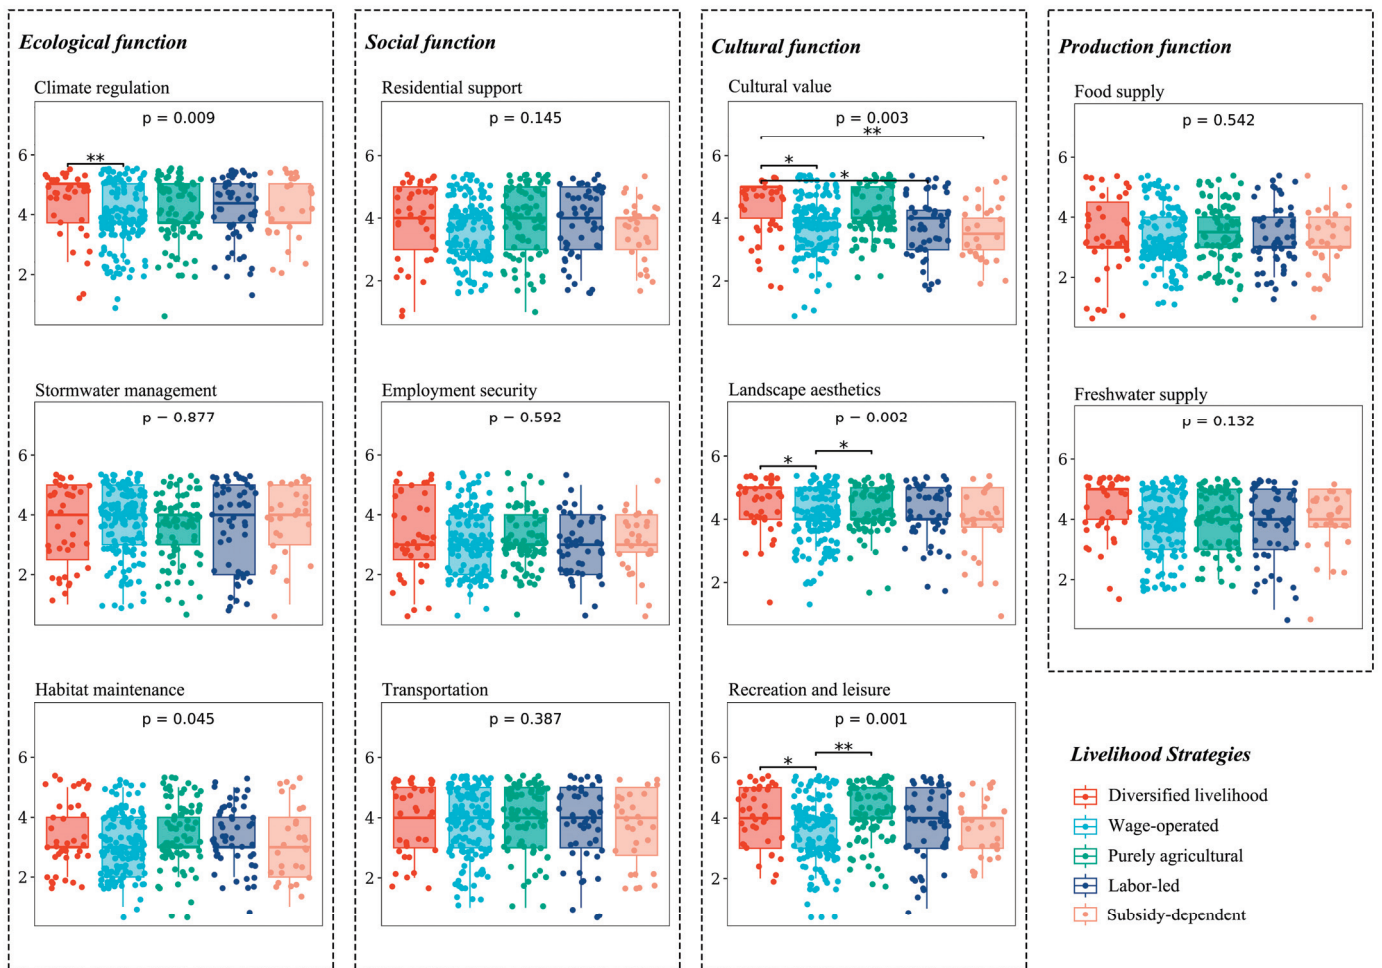 Ecological function
Climate regulation
p = 0.009
**
6
4
2
Stormwater management
p − 0.877
6
4
2
Habitat maintenance
p = 0.045
6
4
2
Social function
Residential support
p = 0.145
6
4
2
Employment security
p − 0.592
6
4
2
Transportation
p = 0.387
6
4
2
Cultural function
Cultural value
p = 0.003
**
*
*
6
4
2
Landscape aesthetics
p − 0.002
*
*
6
4
2
Recreation and leisure
p = 0.001
**
*
6
4
2
Production function
Food supply
p = 0.542
6
4
2
Freshwater supply
p = 0.132
6
4
2
Livelihood Strategies
Diversified livelihood
Wage-operated
Purely agricultural
Labor-led
Subsidy-dependent